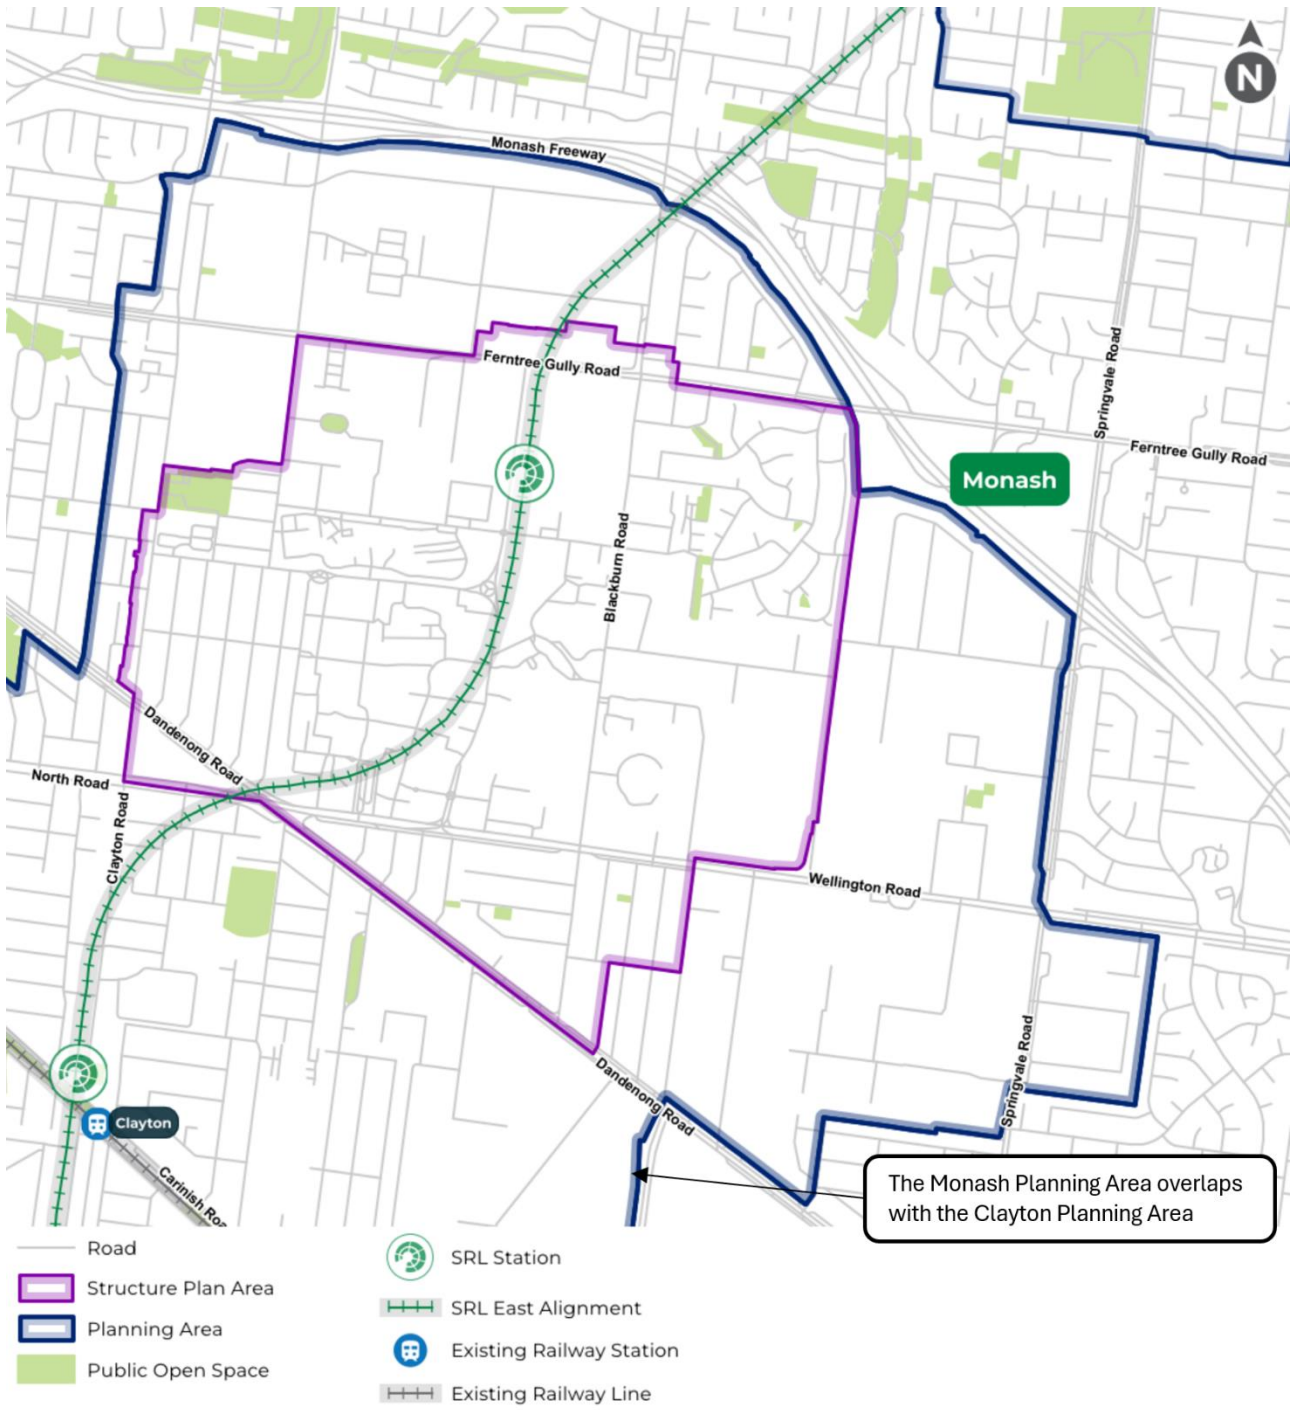 N
Monash Freeway
Springvale Road
Ferntree Gully Road
Ferntree Gully Road
Monash
Blackburn Road
Dandenong Road
North Road
Clayton Road
Wellington Road
Springvale Road
Dandenong Road
Clayton
Carinish Roa
The Monash Planning Area overlaps
with the Clayton Planning Area
Road
Structure Plan Area
Planning Area
Public Open Space
SRL Station
SRL East Alignment
Existing Railway Station
Existing Railway Line